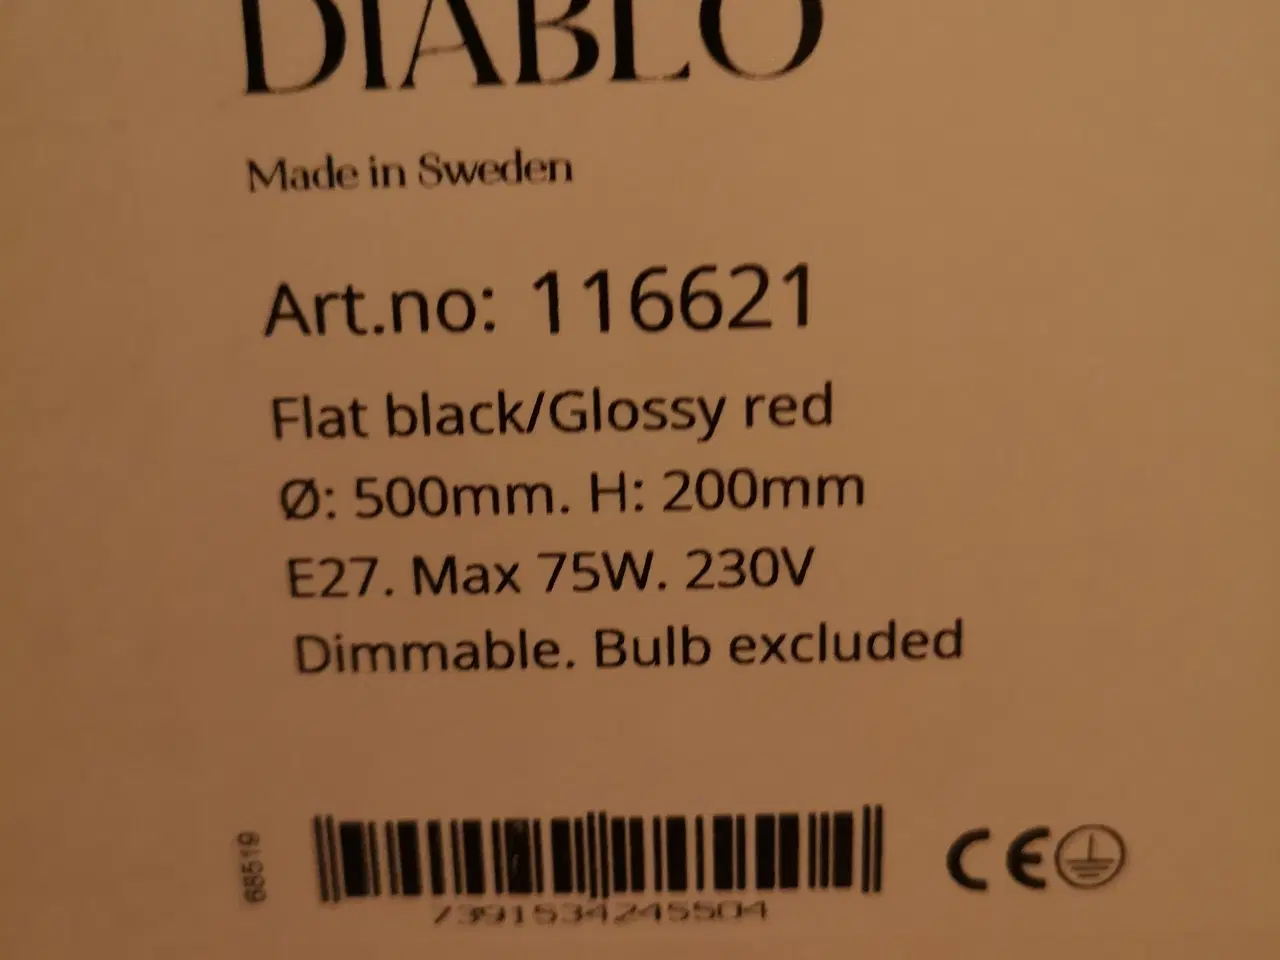 DIABLO
Made in Sweden
Art.no: 116621
Flat black/Glossy red
Ø: 500mm. H: 200mm
E27. Max 75W. 230V
Dimmable. Bulb excluded
68519
7391534245504
CE